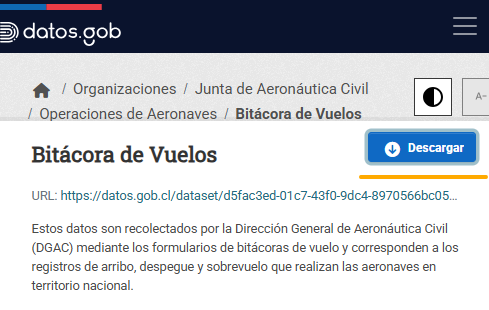 datos.gob
/ Organizaciones / Junta de Aeronáutica Civil
A-
/ Operaciones de Aeronaves / Bitácora de Vuelos
Bitácora de Vuelos
Descargar
URL: https://datos.gob.cl/dataset/d5fac3ed-01c7-43f0-9dc4-8970566bc05...
Estos datos son recolectados por la Dirección General de Aeronáutica Civil
(DGAC) mediante los formularios de bitácoras de vuelo y corresponden a los
registros de arribo, despegue y sobrevuelo que realizan las aeronaves en
territorio nacional.